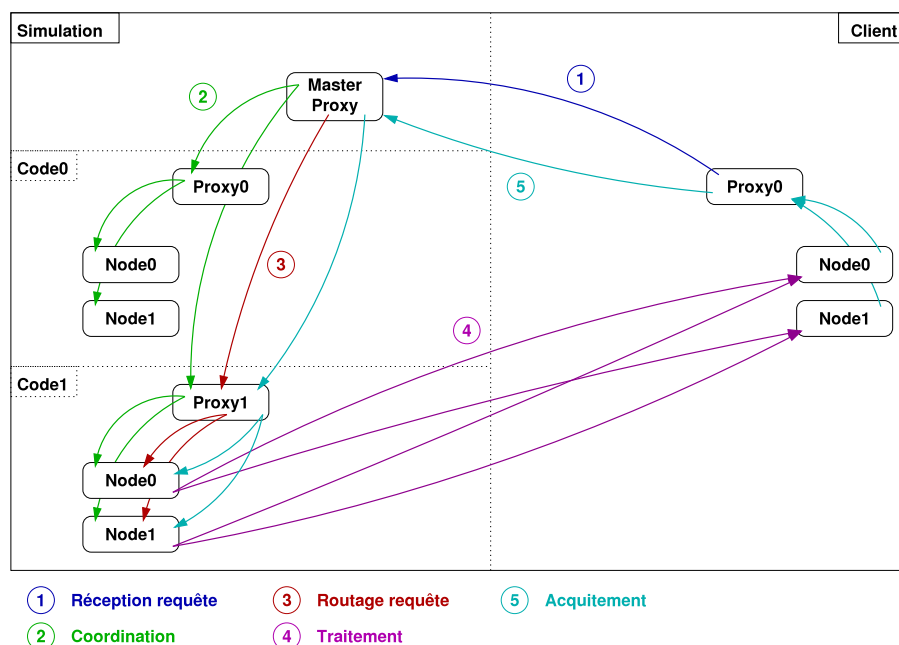 Simulation
Client
Master
Proxy
1
2
Code0
Proxy0
5
Proxy0
Node0
3
Node0
Node1
Node1
4
Code1
Proxy1
Node0
Node1
1 Réception requête
3 Routage requête
5 Acquitement
2 Coordination
4 Traitement